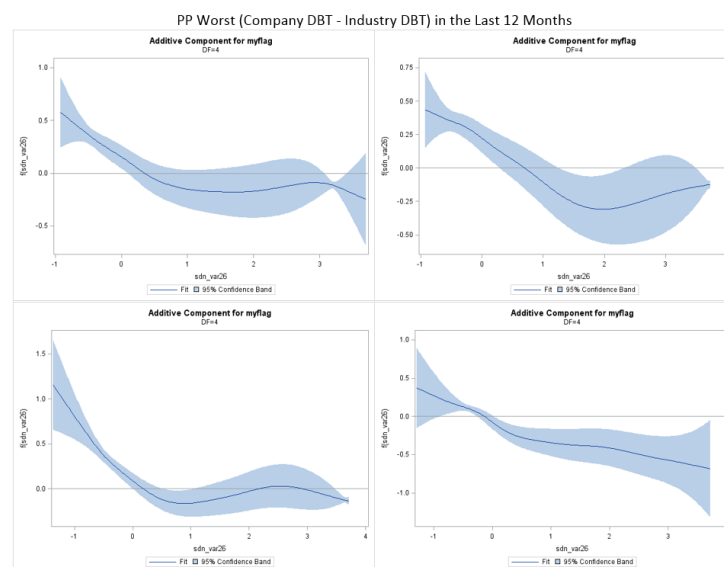 PP Worst (Company DBT - Industry DBT) in the Last 12 Months
Additive Component for myflag
DF=4
1.0
0.5
0.0
-0.5
f(sdn_var26)
-1
0
1
2
3
sdn_var26
Fit
95% Confidence Band
Additive Component for myflag
DF=4
0.75
0.50
0.25
0.00
-0.25
-0.50
f(sdn_var26)
-1
0
1
2
3
sdn_var26
Fit
95% Confidence Band
Additive Component for myflag
DF=4
1.5
1.0
0.5
0.0
f(sdn_var26)
-1
0
1
2
3
4
sdn_var26
Fit
95% Confidence Band
Additive Component for myflag
DF=4
1.0
0.5
0.0
-0.5
-1.0
f(sdn_var26)
-1
0
1
2
3
sdn_var26
Fit
95% Confidence Band